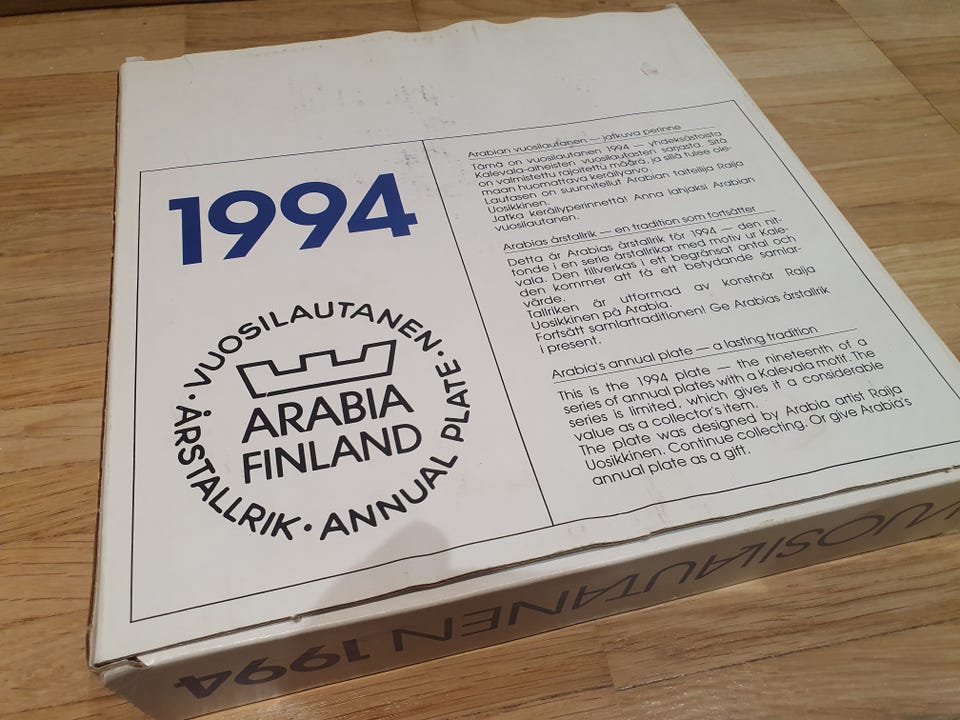 1994
VUOSILAUTANEN · ANNUAL PLATE · ÅRSTALLRIK ·
ARABIA
FINLAND
Arabian vuosilautanen — jatkuva perinne
Tämä on vuosilautanen 1994 — yhdeksästoista
Kalevala-aiheisten vuosilautasten sarjasta. Sitä
on valmistettu rajoitettu määrä, ja sillä tulee ole-
maan huomattava keräilyarvo.
Lautasen on suunnitellut Arabian taiteilija Raija
Uosikkinen.
Jatka keräilyperinnettä! Anna lahjaksi Arabian
vuosilautanen.
Arabias årstallrik — en tradition som fortsätter
Detta är Arabias årstallrik för 1994 — den nit-
tonde i en serie årstallrikar med motiv ur Kale-
vala. Den tillverkas i ett begränsat antal och
den kommer att få ett betydande samlar-
värde.
Tallriken är utformad av konstnär Raija
Uosikkinen på Arabia.
Fortsätt samlartraditionen! Ge Arabias årstallrik
i present.
Arabia's annual plate — a lasting tradition
This is the 1994 plate — the nineteenth of a
series of annual plates with a Kalevala motif. The
series is limited, which gives it a considerable
value as a collector's item.
The plate was designed by Arabia artist Raija
Uosikkinen. Continue collecting. Or give Arabia's
annual plate as a gift.
VUOSILAUTANEN 1994